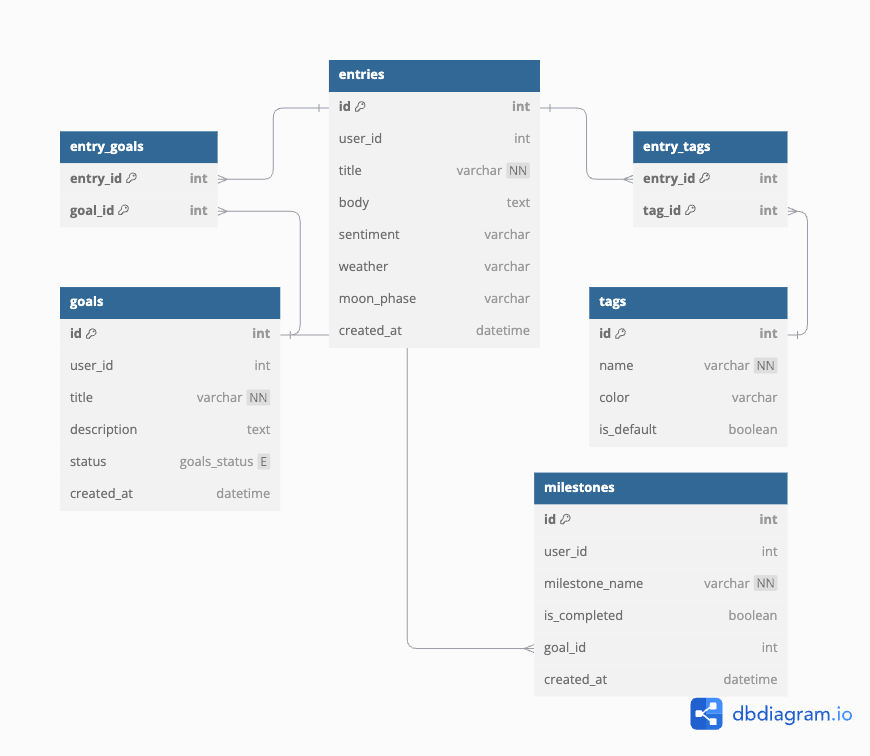 entries
id int
user_id int
title varchar NN
body text
sentiment varchar
weather varchar
moon_phase varchar
created_at datetime
entry_goals
entry_id int
goal_id int
entry_tags
entry_id int
tag_id int
goals
id int
user_id int
title varchar NN
description text
status goals_status E
created_at datetime
tags
id int
name varchar NN
color varchar
is_default boolean
milestones
id int
user_id int
milestone_name varchar NN
is_completed boolean
goal_id int
created_at datetime
dbdiagram.io